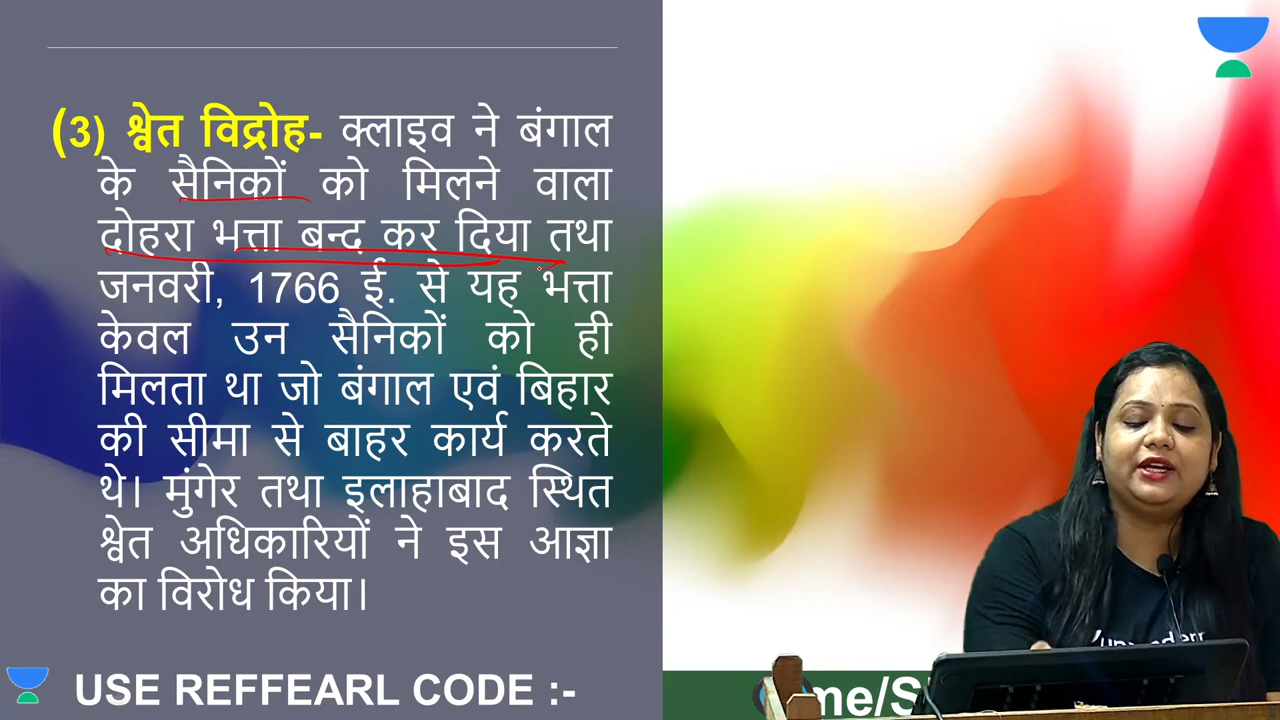 (3) श्वेत विद्रोह- क्लाइव ने बंगाल
के सैनिकों को मिलने वाला
दोहरा भत्ता बन्द कर दिया तथा
जनवरी, 1766 ई. से यह भत्ता
केवल उन सैनिकों को ही
मिलता था जो बंगाल एवं बिहार
की सीमा से बाहर कार्य करते
थे। मुंगेर तथा इलाहाबाद स्थित
श्वेत अधिकारियों ने इस आज्ञा
का विरोध किया।
USE REFFEARL CODE :-
me/S